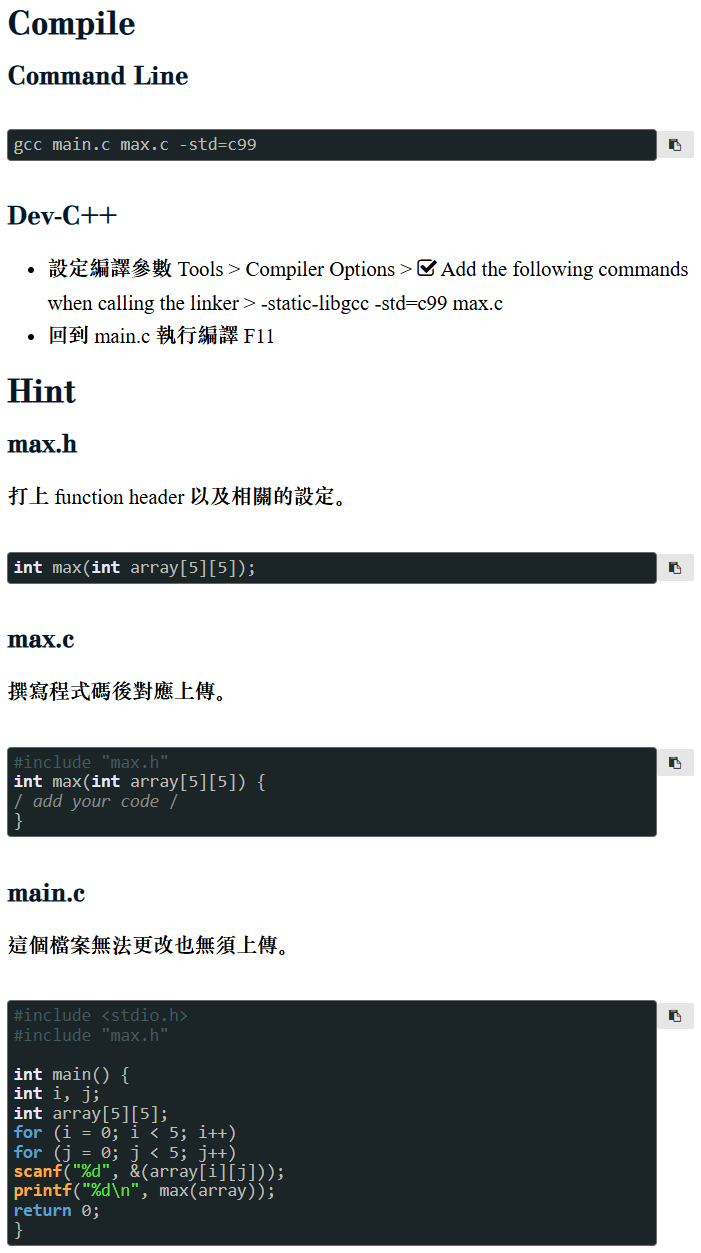 Compile
Command Line
gcc main.c max.c -std=c99
Dev-C++
設定編譯參數 Tools > Compiler Options > Add the following commands
when calling the linker > -static-libgcc -std=c99 max.c
回到 main.c 執行編譯 F11
Hint
max.h
打上 function header 以及相關的設定。
int max(int array[5][5]);
max.c
撰寫程式碼後對應上傳。
#include "max.h"
int max(int array[5][5]) {
/ add your code /
}
main.c
這個檔案無法更改也無須上傳。
#include <stdio.h>
#include "max.h"
int main() {
int i, j;
int array[5][5];
for (i = 0; i < 5; i++)
for (j = 0; j < 5; j++)
scanf("%d", &(array[i][j]));
printf("%d\n", max(array));
return 0;
}